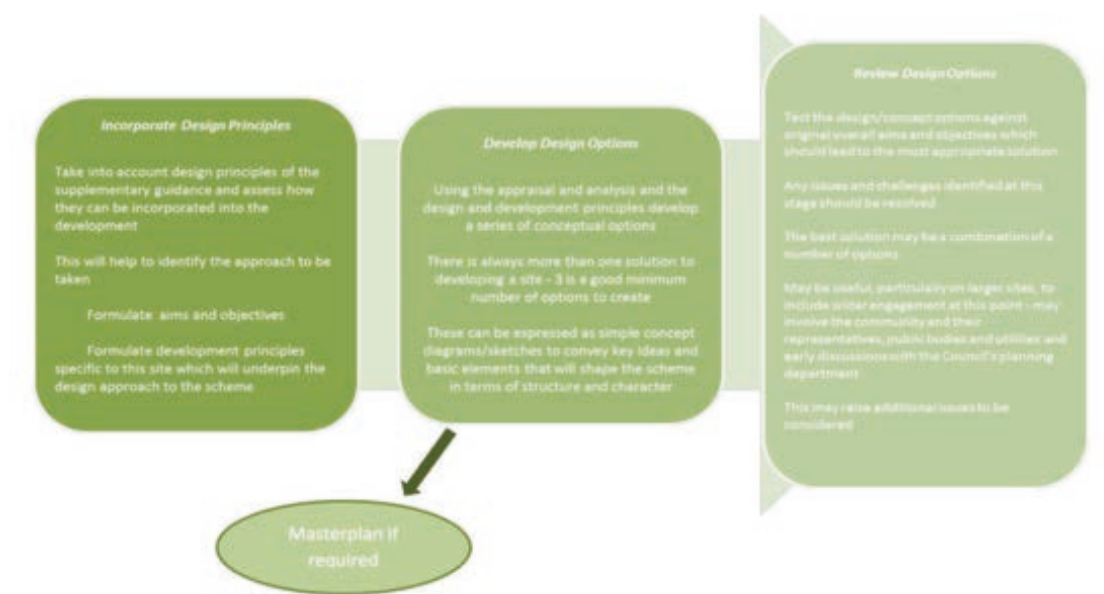 Incorporate Design Principles
Take into account design principles of the
supplementary guidance and assess how
they can be incorporated into the
development
This will help to identify the approach to be
taken
Formulate aims and objectives
Formulate development principles
specific to this site which will underpin the
design approach to the scheme
Develop Design Options
Using the appraisal and analysis and the
design and development principles develop
a series of conceptual options
There is always more than one solution to
developing a site - 3 is a good minimum
number of options to create
These can be expressed as simple concept
diagrams/sketches to convey key ideas and
basic elements that will shape the scheme
in terms of structure and character
Review Design Options
Test the design/concept options against
original overall aims and objectives which
should lead to the most appropriate solution
Any issues and challenges identified at this
stage should be resolved
The best solution may be a combination of a
number of options
May be useful, particularly on larger sites, to
include wider engagement at this point - may
involve the community and their
representatives, public bodies and utilities and
early discussions with the Council's planning
department
This may raise additional issues to be
considered
Masterplan if
required